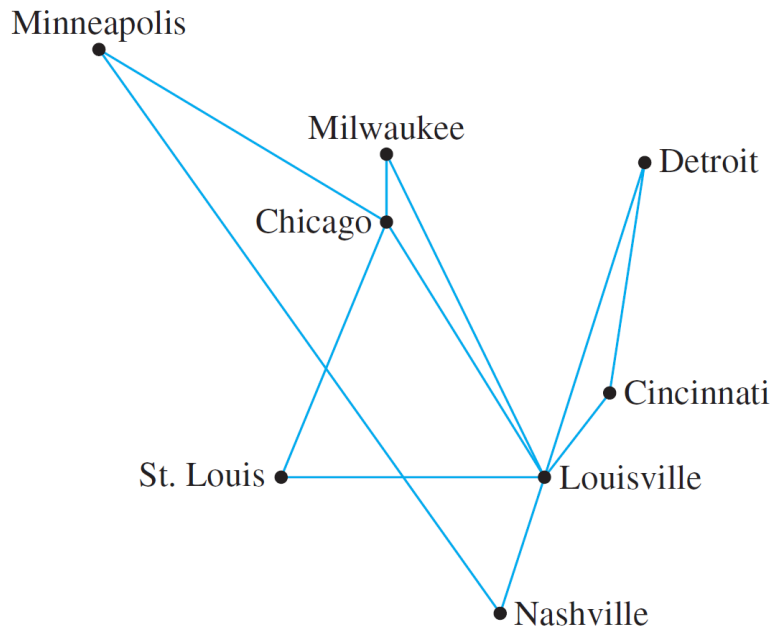 Minneapolis
Milwaukee
Detroit
Chicago
Cincinnati
St. Louis
Louisville
Nashville